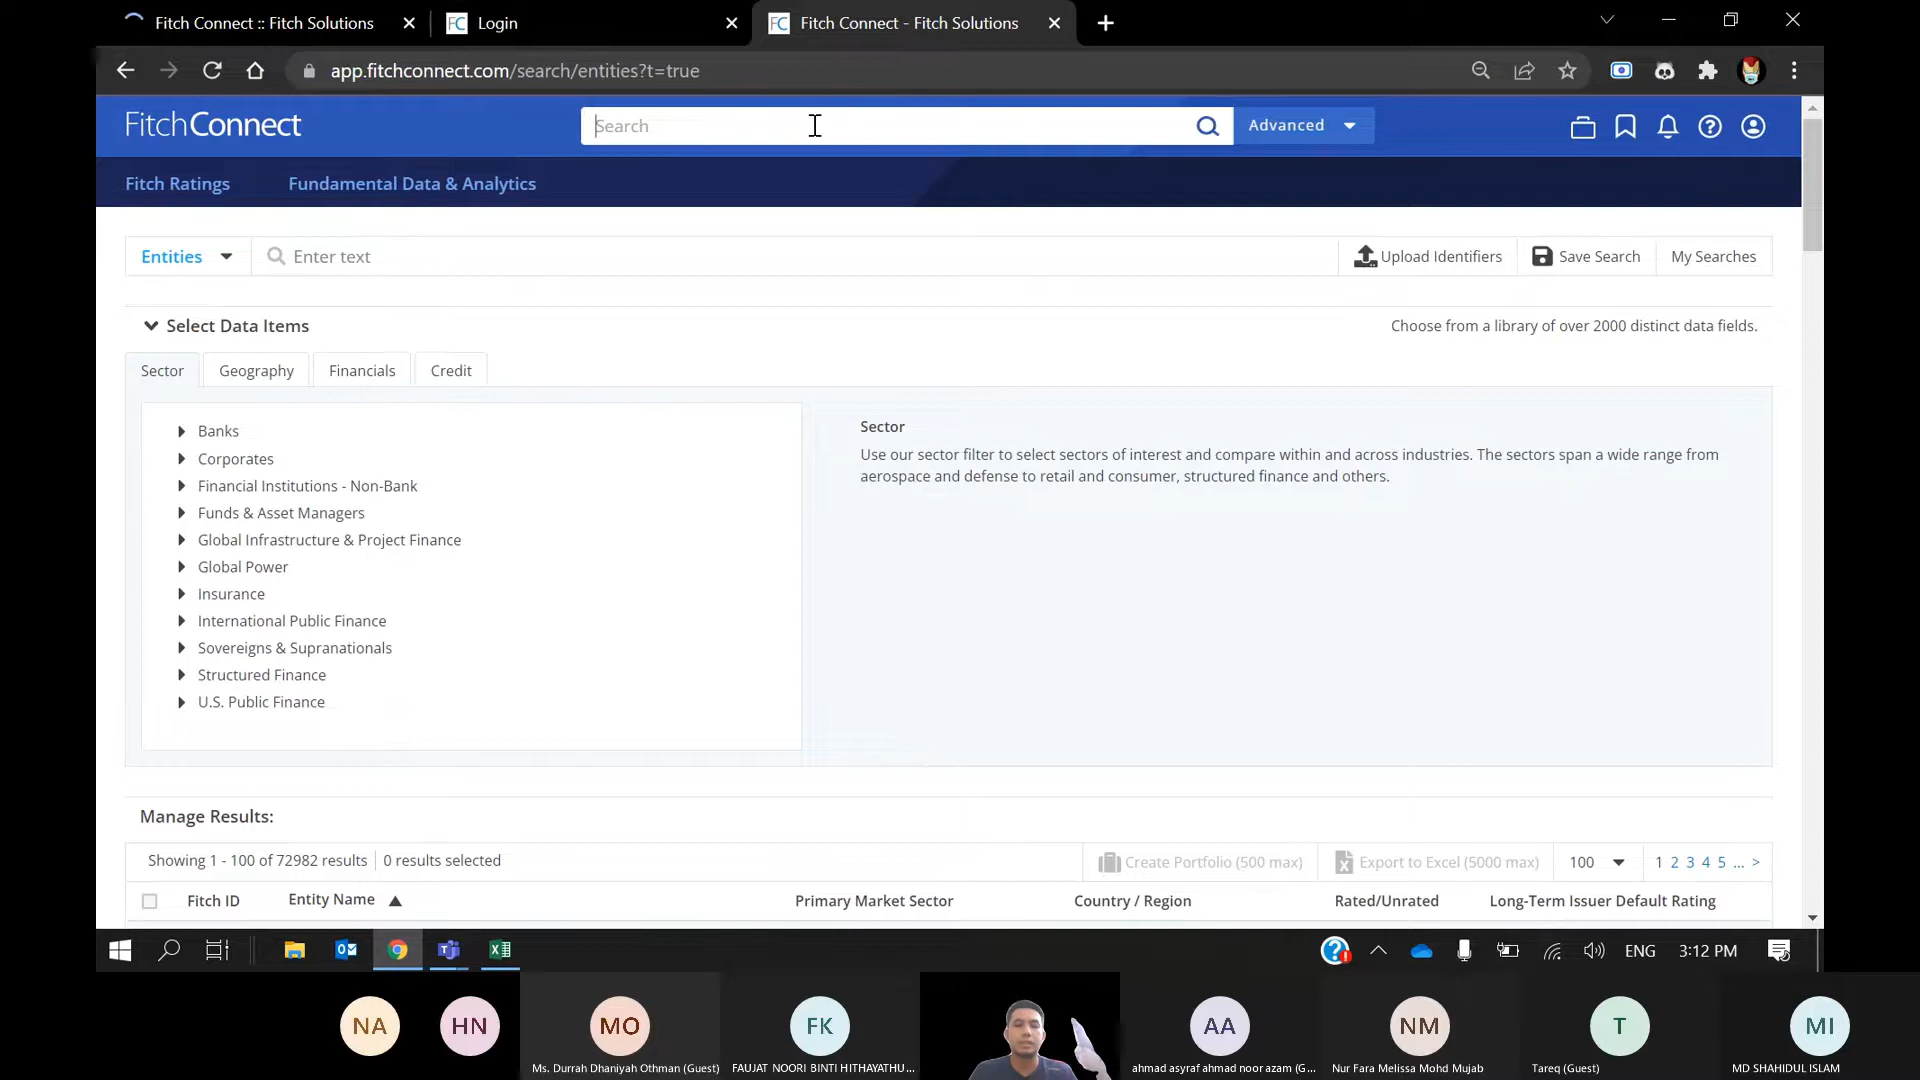 Fitch Connect :: Fitch Solutions
FC Login
FC Fitch Connect - Fitch Solutions
app.fitchconnect.com/search/entities?t=true
FitchConnect
Search
Advanced
Fitch Ratings
Fundamental Data & Analytics
Entities
Enter text
Upload Identifiers
Save Search
My Searches
Select Data Items
Choose from a library of over 2000 distinct data fields.
Sector
Geography
Financials
Credit
Banks
Corporates
Financial Institutions - Non-Bank
Funds & Asset Managers
Global Infrastructure & Project Finance
Global Power
Insurance
International Public Finance
Sovereigns & Supranationals
Structured Finance
U.S. Public Finance
Sector
Use our sector filter to select sectors of interest and compare within and across industries. The sectors span a wide range from
aerospace and defense to retail and consumer, structured finance and others.
Manage Results:
Showing 1 - 100 of 72982 results
0 results selected
Create Portfolio (500 max)
Export to Excel (5000 max)
100
1 2 3 4 5 ... >
Fitch ID
Entity Name
Primary Market Sector
Country / Region
Rated/Unrated
Long-Term Issuer Default Rating
ENG
3:12 PM
NA
HN
MO
FK
AA
NM
T
MI
Ms. Durrah Dhaniyah Othman (Guest)
FAUJAT NOORI BINTI HITHAYATHU...
ahmad asyraf ahmad noor azam (G...
Nur Fara Melissa Mohd Mujab
Tareq (Guest)
MD SHAHIDUL ISLAM